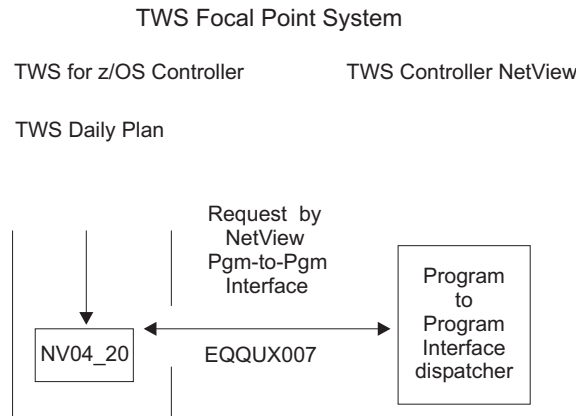 TWS Focal Point System
TWS for z/OS Controller
TWS Controller NetView
TWS Daily Plan
Request by
NetView
Pgm-to-Pgm
Interface
Program
to
Program
Interface
dispatcher
NV04_20
EQQUX007